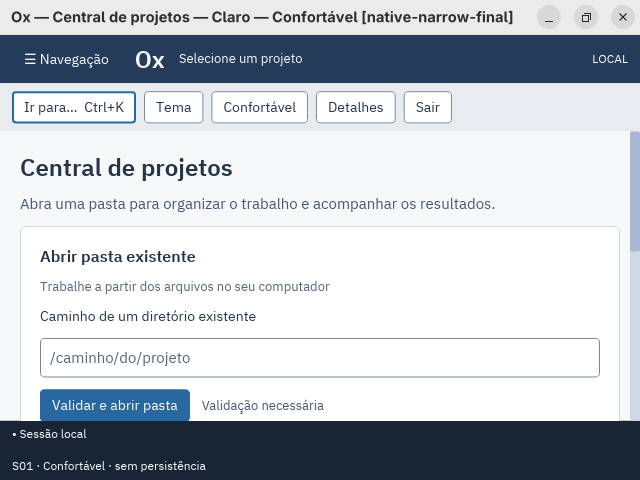 Ox — Central de projetos — Claro — Confortável [native-narrow-final]
☰ Navegação Ox Selecione um projeto LOCAL
Ir para... Ctrl+K Tema Confortável Detalhes Sair
Central de projetos
Abra uma pasta para organizar o trabalho e acompanhar os resultados.
Abrir pasta existente
Trabalhe a partir dos arquivos no seu computador
Caminho de um diretório existente
/caminho/do/projeto
Validar e abrir pasta Validação necessária
• Sessão local
S01 · Confortável · sem persistência